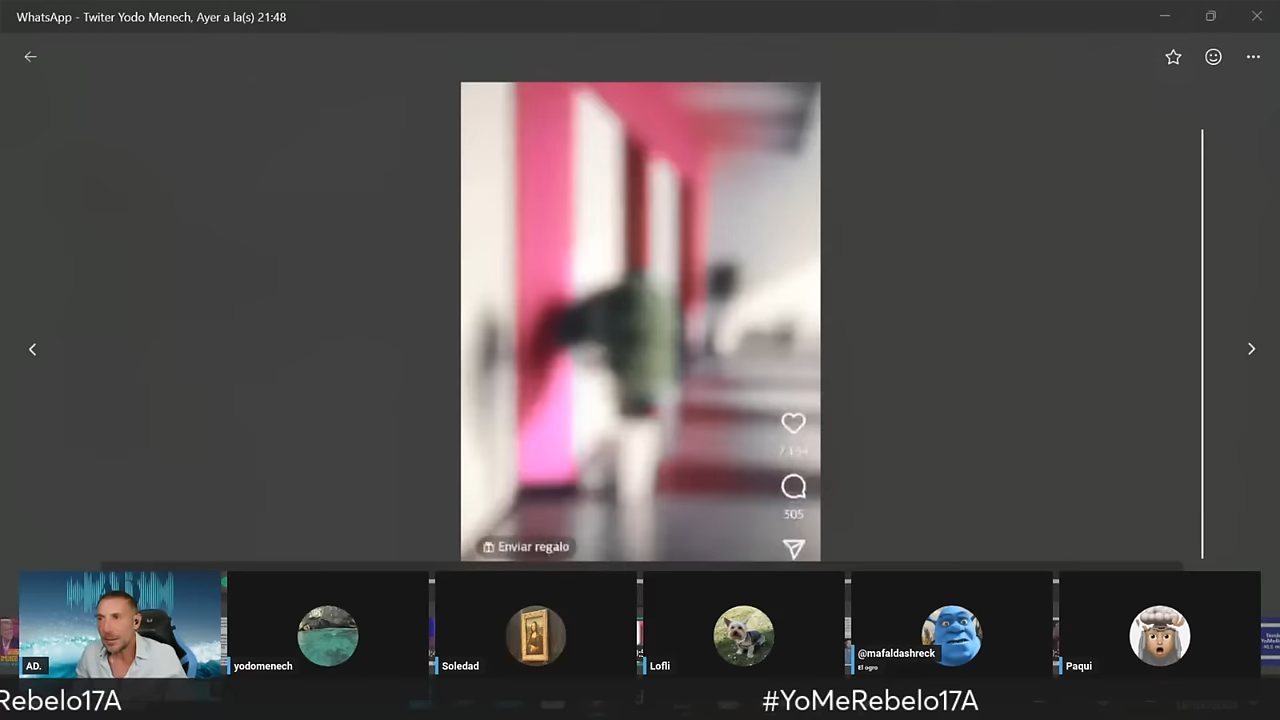 WhatsApp - Twiter Yodo Menech, Ayer a la(s) 21:48
305
Enviar regalo
AD.
yodomenech
Soledad
Lofli
@mafaldashreck
El ogro
Paqui
Rebelo17A
#YoMeRebelo17A